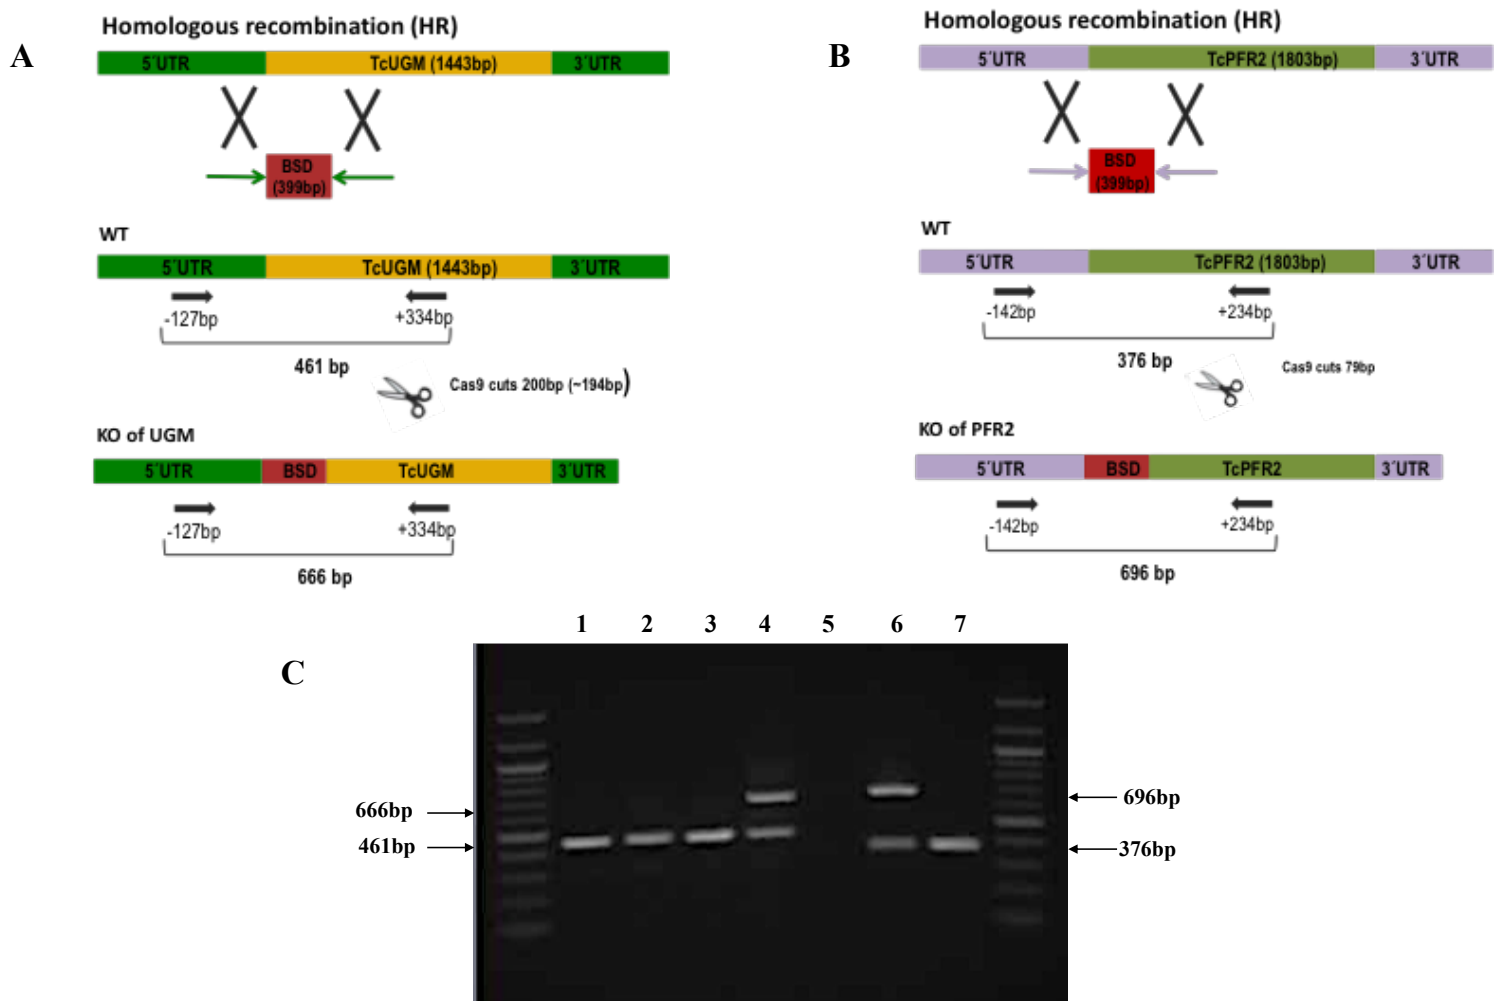 A
Homologous recombination (HR)
5´UTR TcUGM (1443bp) 3´UTR
BSD
(399bp)
WT
5´UTR TcUGM (1443bp) 3´UTR
-127bp +334bp
461 bp
Cas9 cuts 200bp (~194bp)
KO of UGM
5´UTR BSD TcUGM 3´UTR
-127bp +334bp
666 bp
B
Homologous recombination (HR)
5´UTR TcPFR2 (1803bp) 3´UTR
BSD
(399bp)
WT
5´UTR TcPFR2 (1803bp) 3´UTR
-142bp +234bp
376 bp
Cas9 cuts 79bp
KO of PFR2
5´UTR BSD TcPFR2 3´UTR
-142bp +234bp
696 bp
C
1 2 3 4 5 6 7
666bp
461bp
696bp
376bp